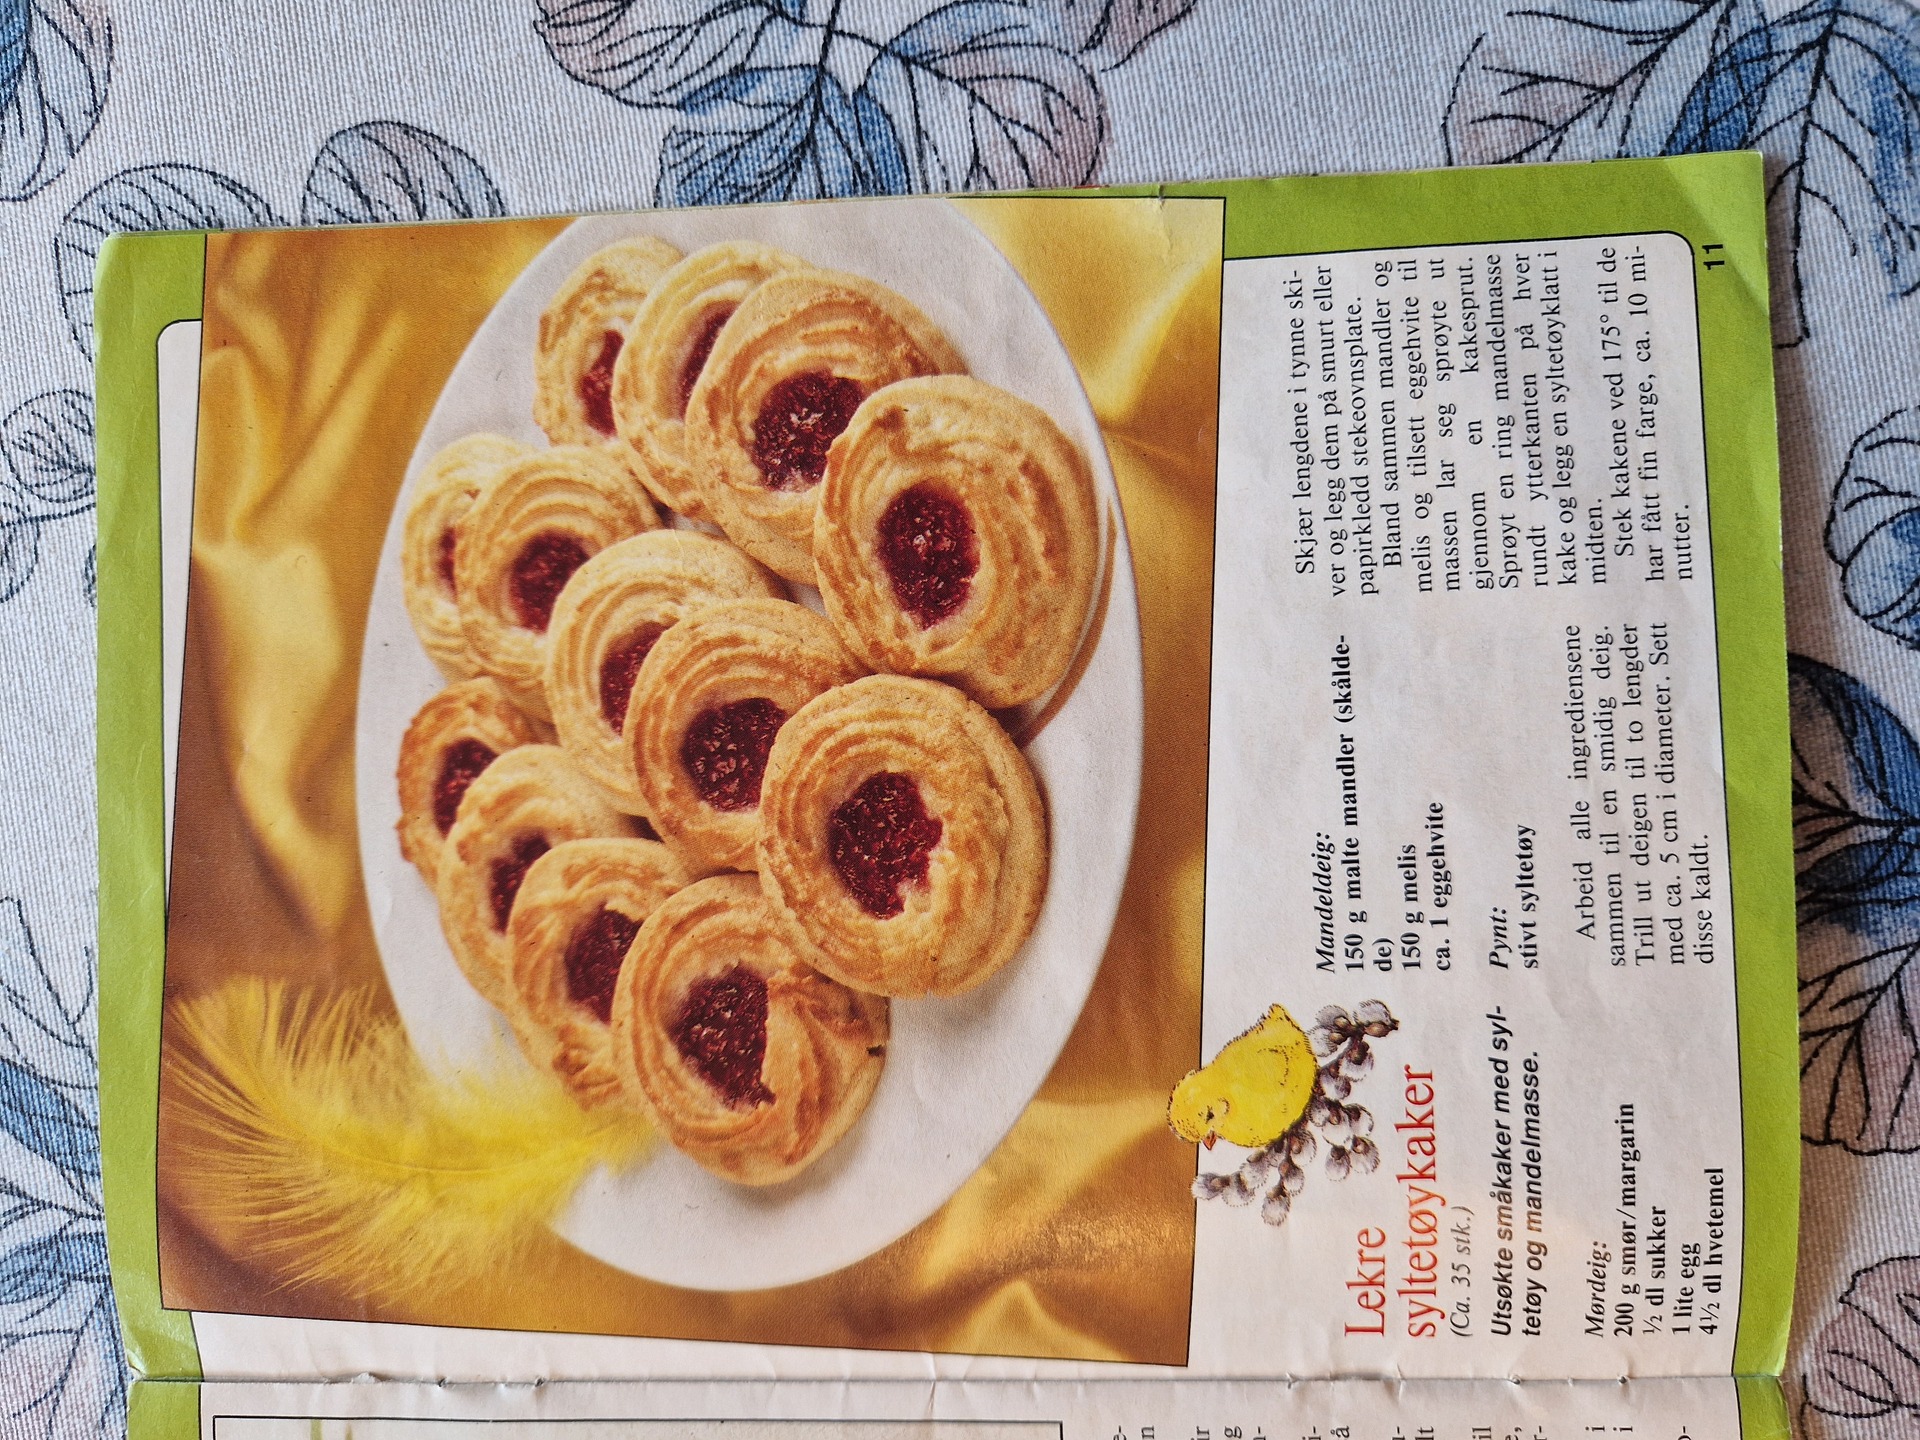 Lekre
syltetøykaker
(Ca. 35 stk.)
Utsøkte småkaker med syl-
tetøy og mandelmasse.
Mørdeig:
200 g smør/margarin
½ dl sukker
1 lite egg
4½ dl hvetemel
Mandeldeig:
150 g malte mandler (skålde-
de)
150 g melis
ca. 1 eggehvite
Pynt:
stivt syltetøy
Arbeid alle ingrediensene
sammen til en smidig deig.
Trill ut deigen til to lengder
med ca. 5 cm i diameter. Sett
disse kaldt.
Skjær lengdene i tynne ski-
ver og legg dem på smurt eller
papirkledd stekeovnsplate.
Bland sammen mandler og
melis og tilsett eggehvite til
massen lar seg sprøyte ut
gjennom en kakesprut.
Sprøyt en ring mandelmasse
rundt ytterkanten på hver
kake og legg en syltetøyklatt i
midten.
Stek kakene ved 175° til de
har fått fin farge, ca. 10 mi-
nutter.
11